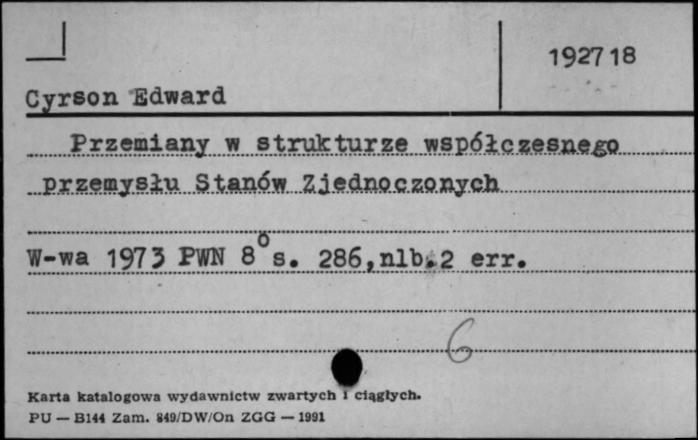 192718
Cyrson Edward
Przemiany w strukturze współczesnego
przemysłu Stanów Zjednoczonych
W-wa 1973 PWN 8° s. 286, nlb.2 err.
6
Karta katalogowa wydawnictw zwartych i ciągłych.
PU — B144 Zam. 849/DW/On ZGG — 1991